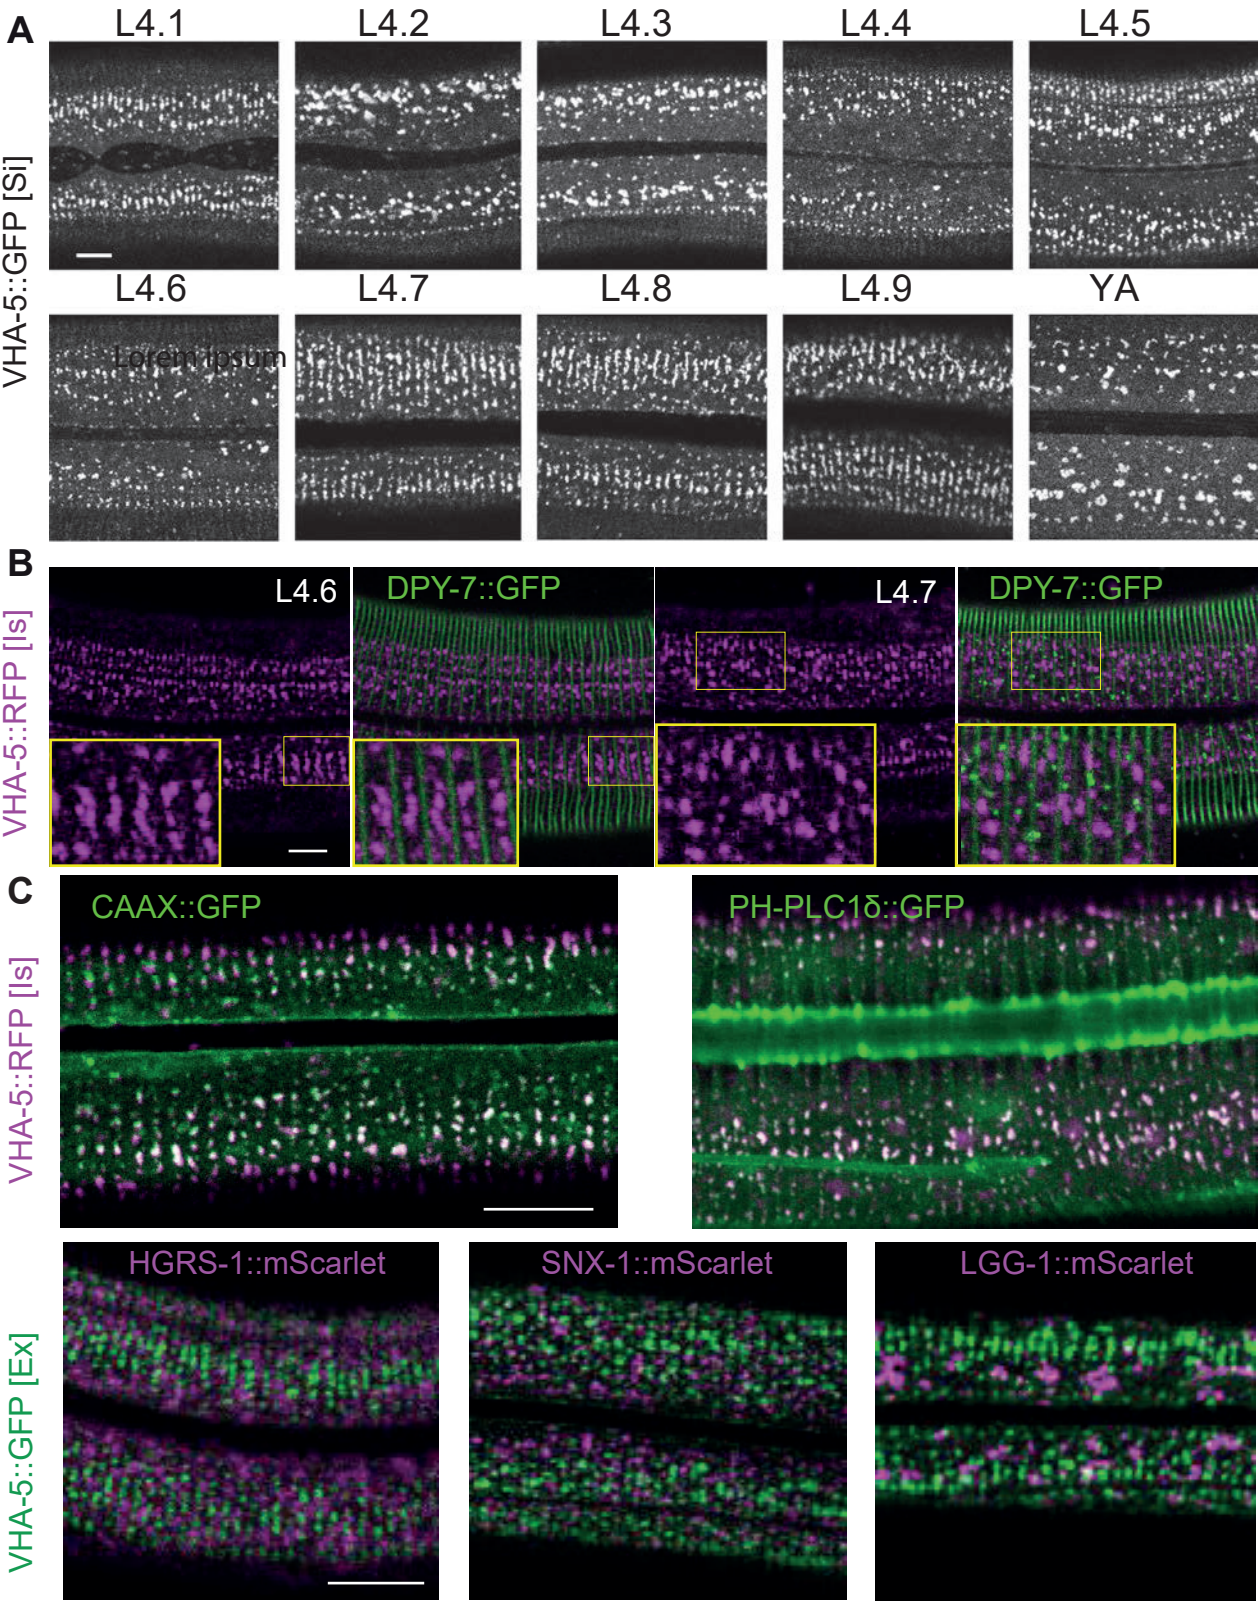 A
L4.1
L4.2
L4.3
L4.4
L4.5
VHA-5::GFP [Si]
L4.6
L4.7
L4.8
L4.9
YA
Lorem ipsum
B
VHA-5::RFP [Is]
L4.6
DPY-7::GFP
L4.7
DPY-7::GFP
C
VHA-5::RFP [Is]
CAAX::GFP
PH-PLC1δ::GFP
VHA-5::GFP [Ex]
HGRS-1::mScarlet
SNX-1::mScarlet
LGG-1::mScarlet